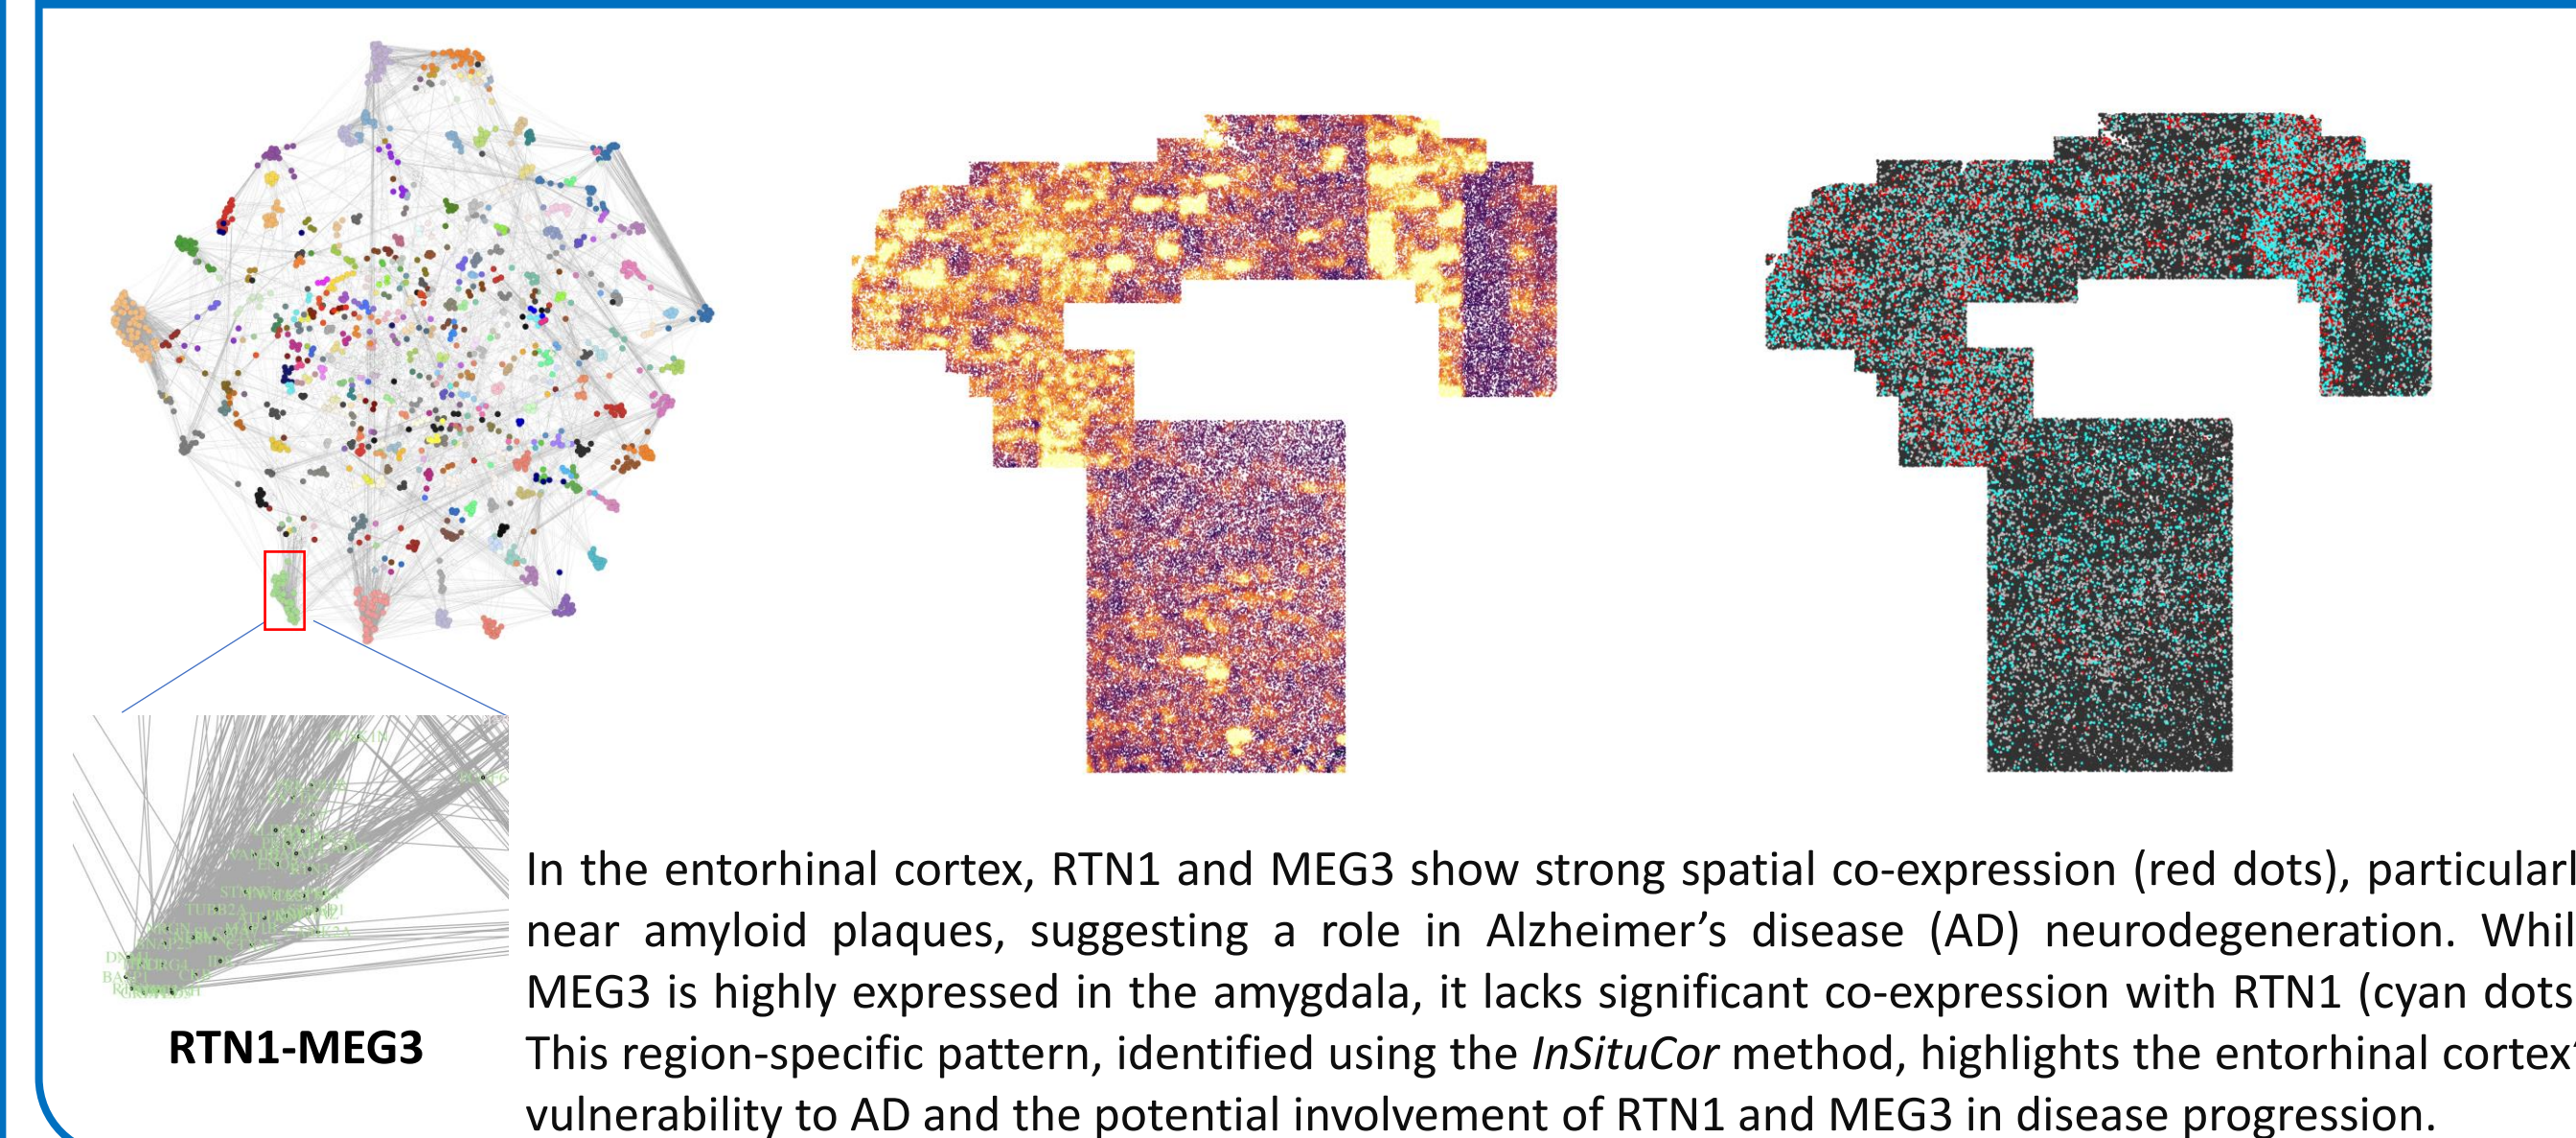 TUBB2A
RTN1-MEG3
In the entorhinal cortex, RTN1 and MEG3 show strong spatial co-expression (red dots), particularl
near amyloid plaques, suggesting a role in Alzheimer’s disease (AD) neurodegeneration. Whil
MEG3 is highly expressed in the amygdala, it lacks significant co-expression with RTN1 (cyan dots
This region-specific pattern, identified using the InSituCor method, highlights the entorhinal cortex’
vulnerability to AD and the potential involvement of RTN1 and MEG3 in disease progression.